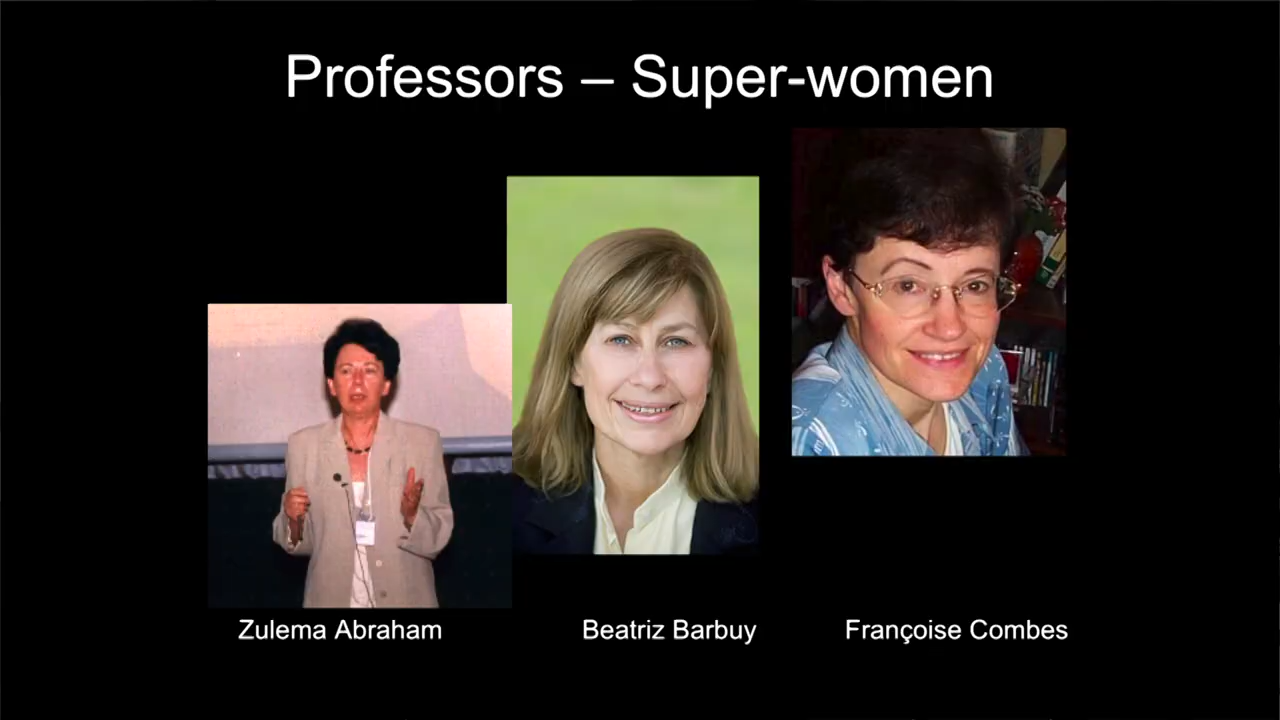 Professors – Super-women
Zulema Abraham
Beatriz Barbuy
Françoise Combes